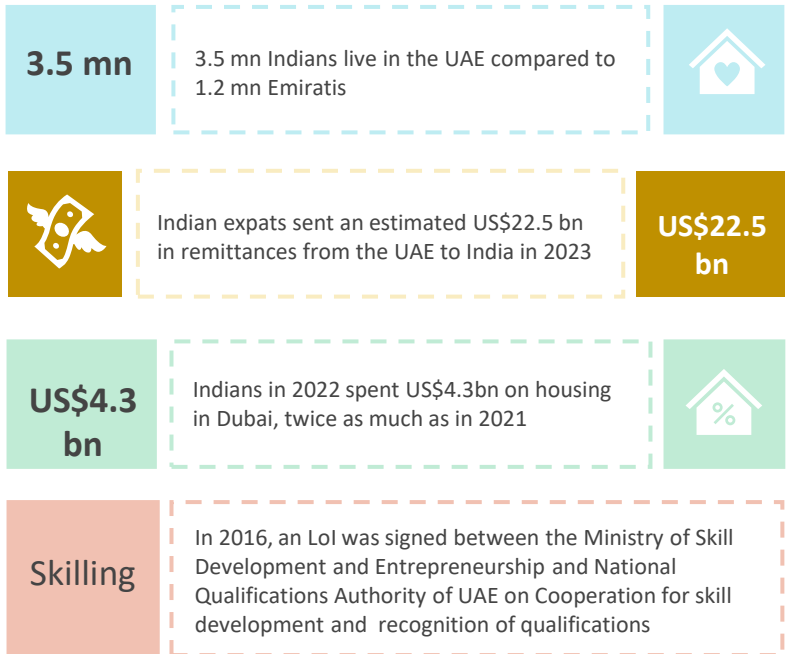 3.5 mn
3.5 mn Indians live in the UAE compared to
1.2 mn Emiratis
Indian expats sent an estimated US$22.5 bn
in remittances from the UAE to India in 2023
US$22.5
bn
US$4.3
bn
Indians in 2022 spent US$4.3bn on housing
in Dubai, twice as much as in 2021
%
Skilling
In 2016, an LoI was signed between the Ministry of Skill
Development and Entrepreneurship and National
Qualifications Authority of UAE on Cooperation for skill
development and  recognition of qualifications